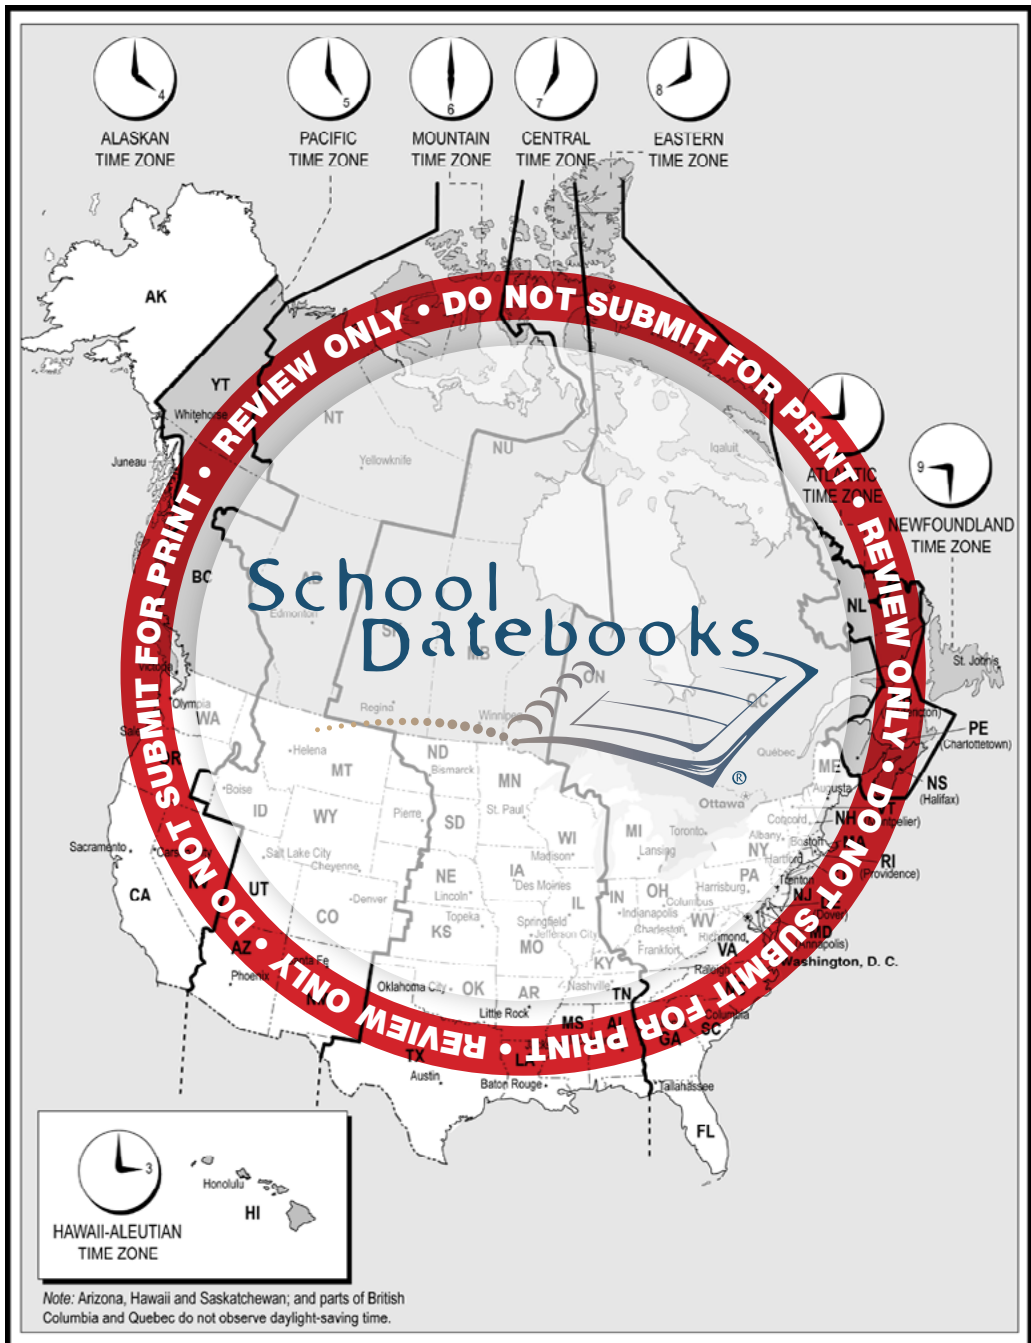 4
5
6
7
8
ALASKAN
TIME ZONE
PACIFIC
TIME ZONE
MOUNTAIN
TIME ZONE
CENTRAL
TIME ZONE
EASTERN
TIME ZONE
AK
REVIEW ONLY • DO NOT SUBMIT FOR PRINT • REVIEW ONLY • DO NOT SUBMIT FOR PRINT • REVIEW ONLY • DO NOT SUBMIT FOR PRINT •
YT
Whitehorse
NT
NU
Iqaluit
Yellowknife
Juneau
ATLANTIC
TIME ZONE
9
NEWFOUNDLAND
TIME ZONE
BC
AB
Edmonton
School
Datebooks
®
NL
MB
ON
QC
St. John's
Victoria
Regina
Winnipeg
Olympia
WA
PE
(Charlottetown)
Québec
ME
Augusta
NS
(Halifax)
OR
Helena
MT
ND
Bismarck
MN
Boise
ID
WY
Pierre
SD
St. Paul
Ottawa
Concord
NH
VT
(Montpelier)
WI
Madison
MI
Lansing
Toronto
Albany
NY
Boston
MA
Hartford
RI
(Providence)
Sacramento
Carson City
NV
Salt Lake City
Cheyenne
UT
CA
NE
Lincoln
IA
Des Moines
IL
IN
OH
Columbus
PA
Harrisburg
Trenton
NJ
DE
(Dover)
Denver
CO
Topeka
KS
Springfield
Jefferson City
MO
Indianapolis
WV
Charleston
Frankfort
KY
Richmond
VA
MD
(Annapolis)
Washington, D. C.
AZ
Phoenix
Santa Fe
NM
Oklahoma City
OK
AR
Little Rock
Nashville
TN
Raleigh
MS
AL
GA
SC
Columbia
TX
Austin
LA
Baton Rouge
Tallahassee
FL
3
HAWAII-ALEUTIAN
TIME ZONE
Honolulu
HI
Note: Arizona, Hawaii and Saskatchewan; and parts of British
Columbia and Quebec do not observe daylight-saving time.